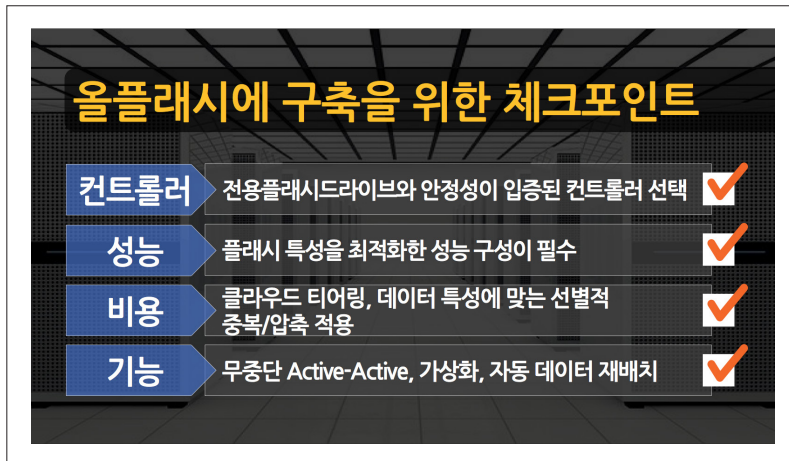 올플래시에 구축을 위한 체크포인트
컨트롤러
전용플래시드라이브와 안정성이 입증된 컨트롤러 선택
성능
플래시 특성을 최적화한 성능 구성이 필수
비용
클라우드 티어링, 데이터 특성에 맞는 선별적
중복/압축 적용
기능
무중단 Active-Active, 가상화, 자동 데이터 재배치